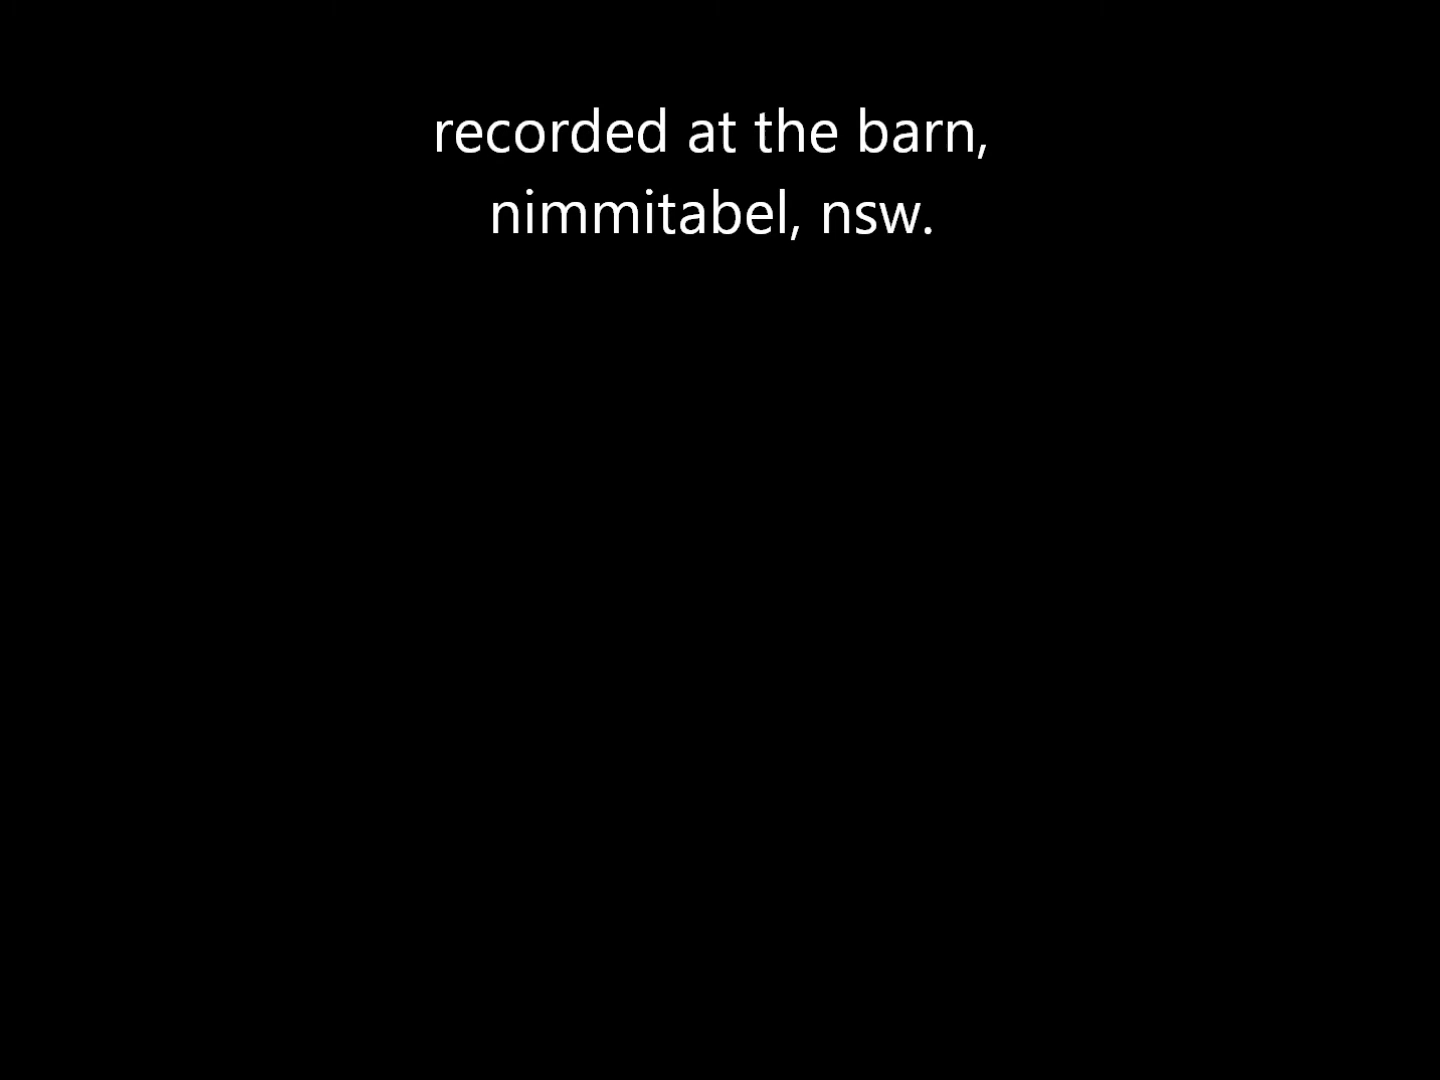 recorded at the barn,
nimmitabel, nsw.